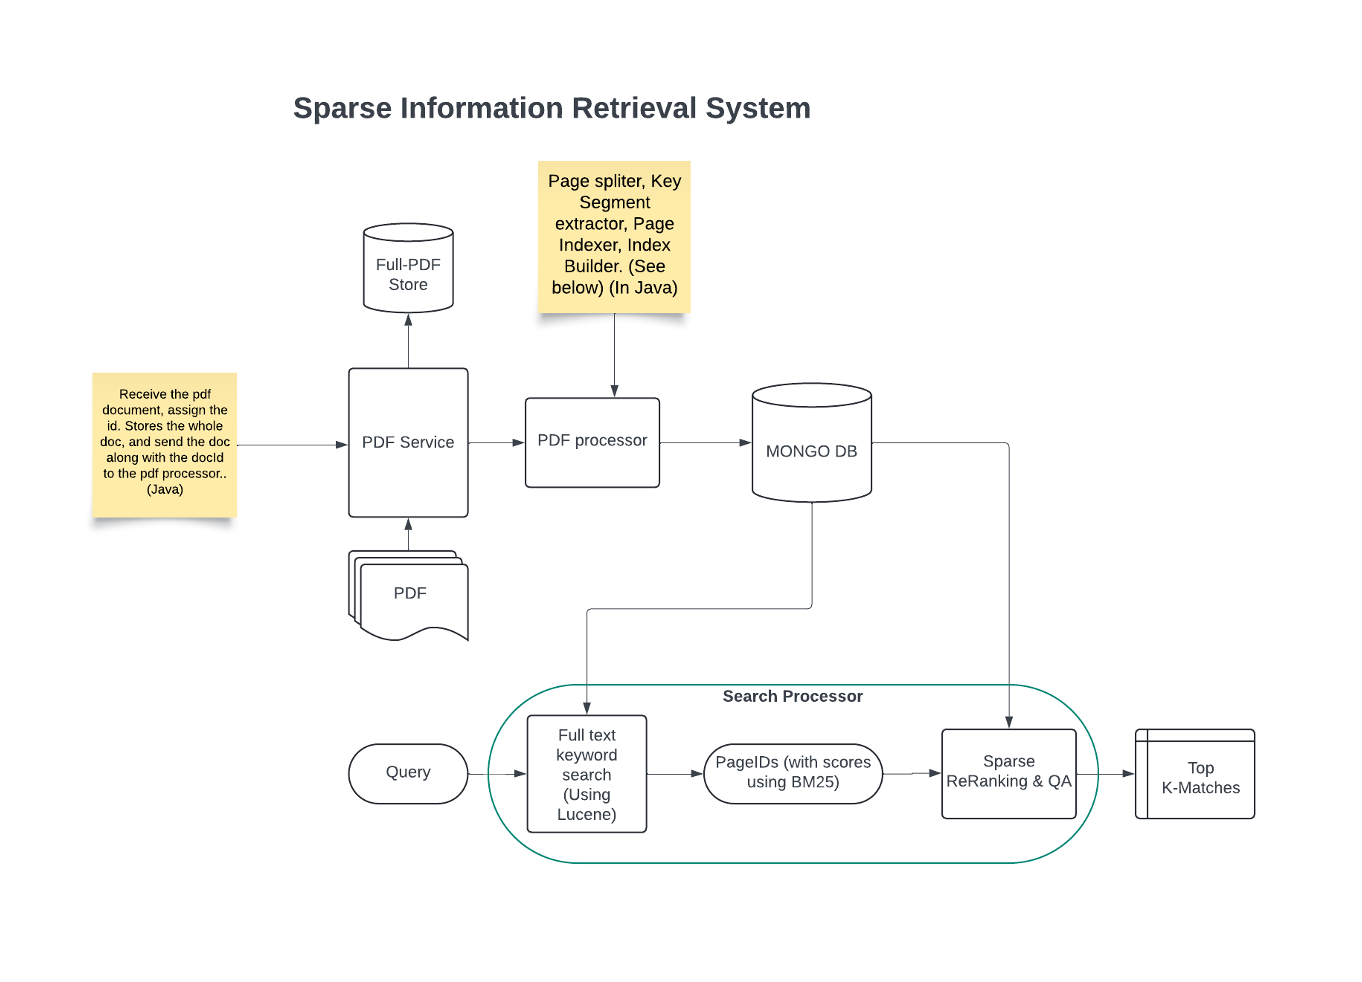 Sparse Information Retrieval System
Page spliter, Key
Segment
extractor, Page
Indexer, Index
Builder. (See
below) (In Java)
Full-PDF
Store
Receive the pdf
document, assign the
id. Stores the whole
doc, and send the doc
along with the docId
to the pdf processor..
(Java)
PDF Service
PDF processor
MONGO DB
PDF
Search Processor
Query
Full text
keyword
search
(Using
Lucene)
PageIDs (with scores
using BM25)
Sparse
ReRanking & QA
Top
K-Matches